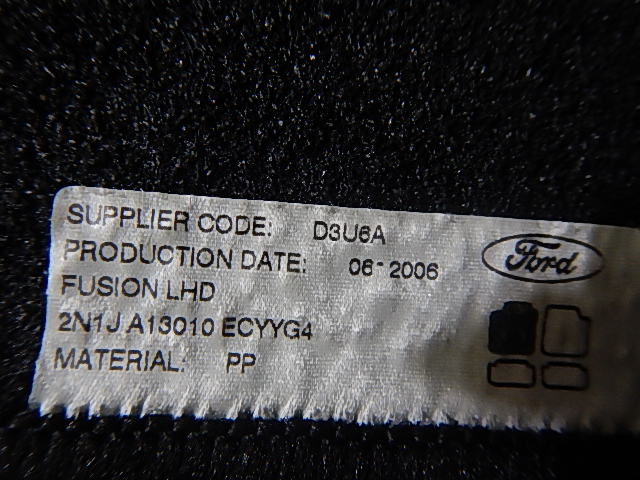 SUPPLIER CODE: D3U6A
PRODUCTION DATE: 06-2006
Ford
FUSION LHD
2N1J A13010 ECYYG4
MATERIAL: PP